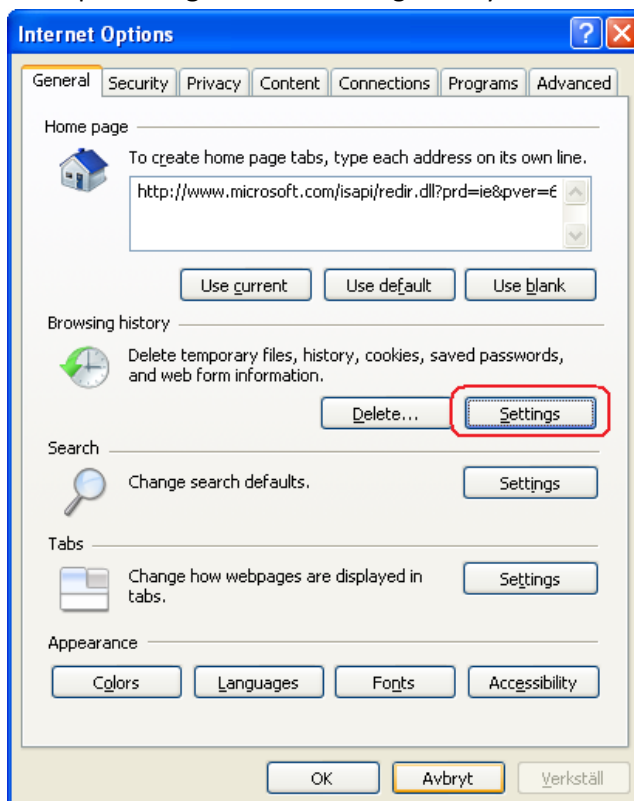 Internet Options
General Security Privacy Content Connections Programs Advanced
Home page
To create home page tabs, type each address on its own line.
http://www.microsoft.com/isapi/redir.dll?prd=ie&pver=6
Use current Use default Use blank
Browsing history
Delete temporary files, history, cookies, saved passwords,
and web form information.
Delete... Settings
Search
Change search defaults. Settings
Tabs
Change how webpages are displayed in Settings
tabs.
Appearance
Colors Languages Fonts Accessibility
OK Avbryt Verkställ